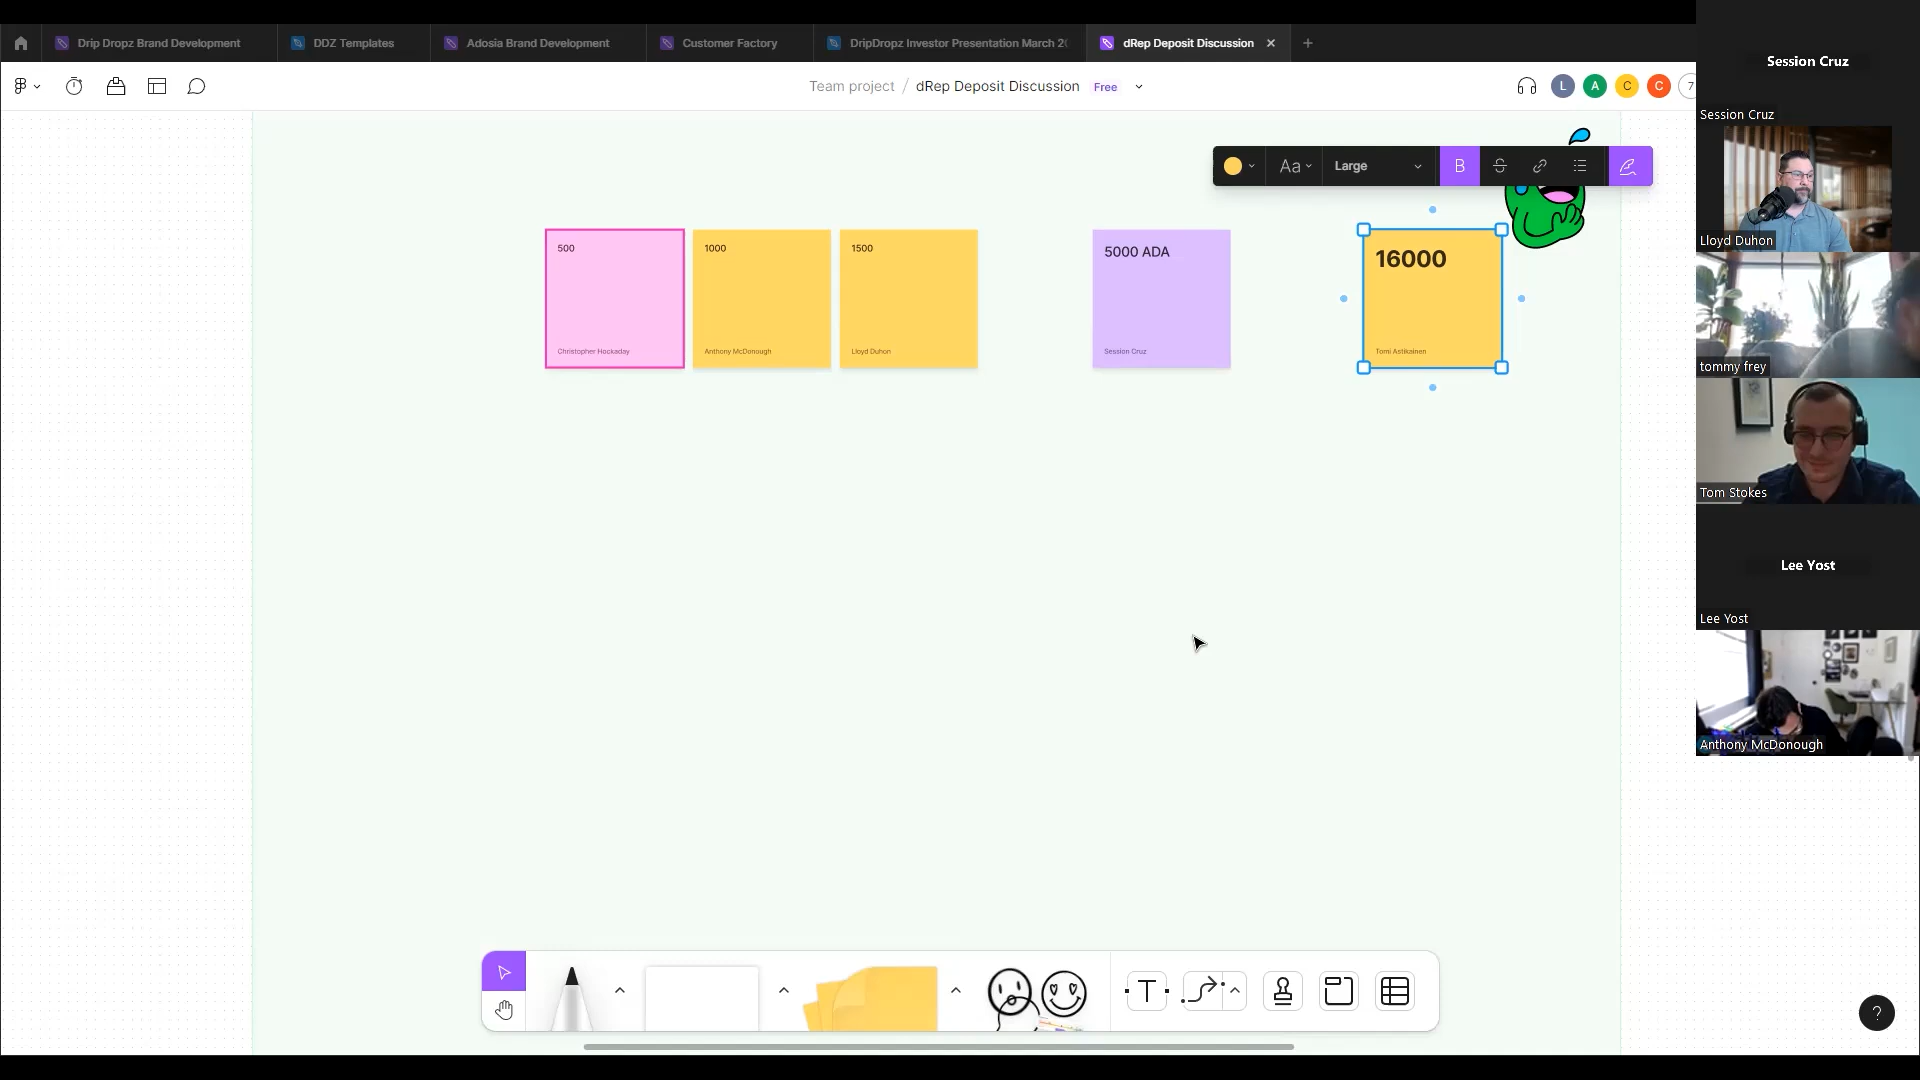 Drip Dropz Brand Development
DDZ Templates
Adosia Brand Development
Customer Factory
DripDropz Investor Presentation March 20
dRep Deposit Discussion
Team project / dRep Deposit Discussion Free
L A C C 7
Aa Large B
500
Christopher Hockaday
1000
Anthony McDonough
1500
Lloyd Duhon
5000 ADA
Session Cruz
16000
Tomi Astikainen
T
?
Session Cruz
Session Cruz
Lloyd Duhon
tommy frey
Tom Stokes
Lee Yost
Lee Yost
Anthony McDonough